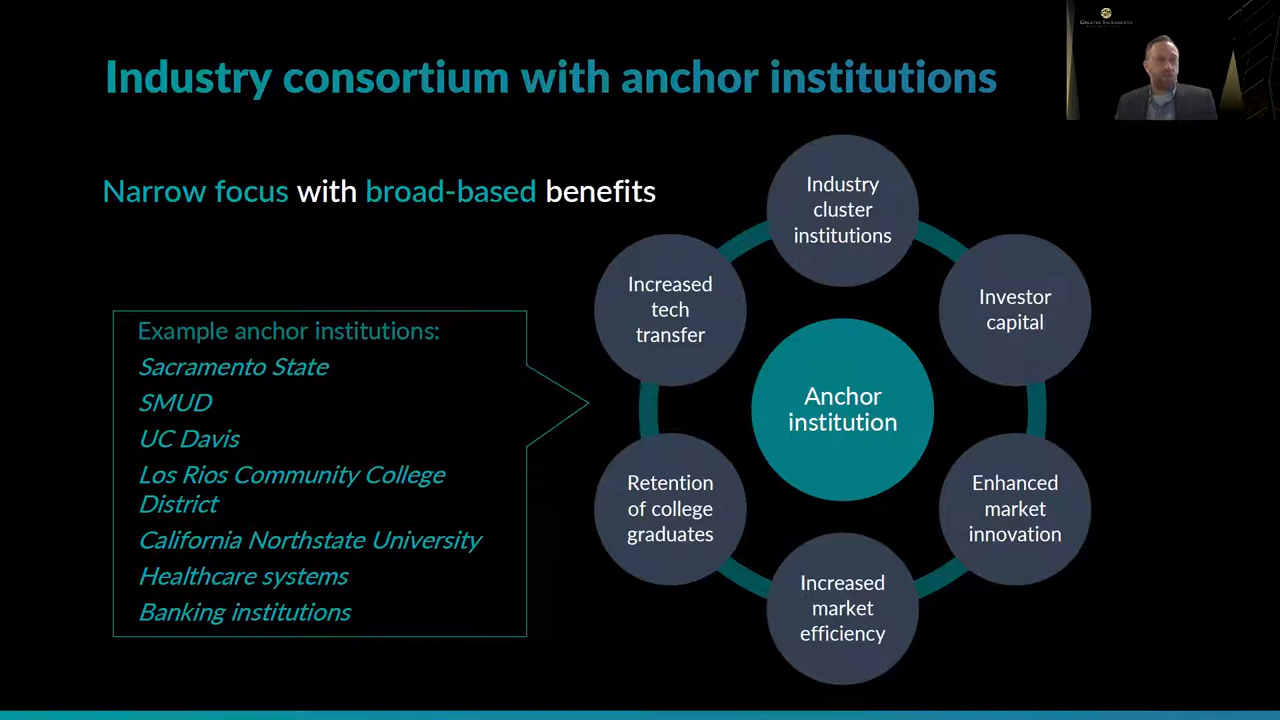 GREATER SACRAMENTO
Industry consortium with anchor institutions
Narrow focus with broad-based benefits
Example anchor institutions:
Sacramento State
SMUD
UC Davis
Los Rios Community College
District
California Northstate University
Healthcare systems
Banking institutions
Industry
cluster
institutions
Investor
capital
Enhanced
market
innovation
Increased
market
efficiency
Retention
of college
graduates
Increased
tech
transfer
Anchor
institution